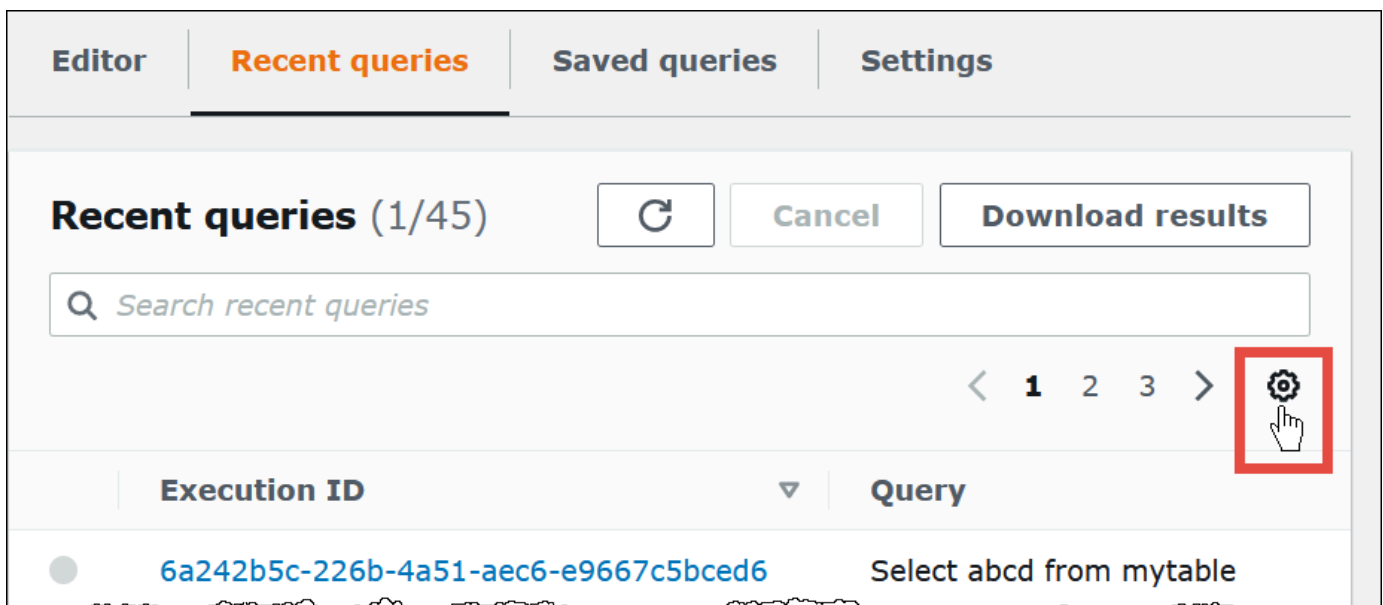 Editor Recent queries Saved queries Settings
Recent queries (1/45) Cancel Download results
Search recent queries
1 2 3
Execution ID Query
6a242b5c-226b-4a51-aec6-e9667c5bced6 Select abcd from mytable